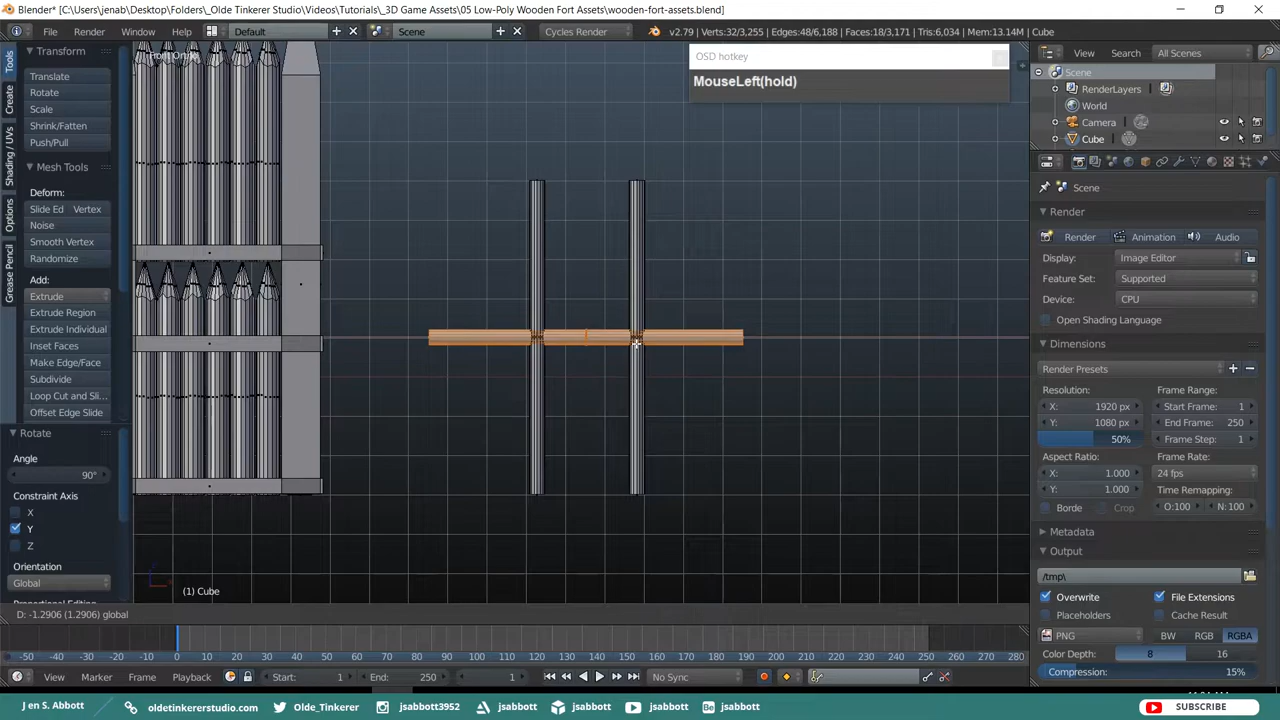 Blender* [C:\Users\jenab\Desktop\Folders\_Olde Tinkerer Studio\Videos\Tutorials\_3D Game Assets\05 Low-Poly Wooden Fort Assets\wooden-fort-assets.blend]
File Render Window Help Default Scene Cycles Render v2.79 | Verts:32/3,255 | Edges:48/6,188 | Faces:18/3,171 | Tris:6,034 | Mem:13.14M | Cube
View Search All Scenes
Tools
Create
Shading / UVs
Options
Grease Pencil
Transform
Translate
Rotate
Scale
Shrink/Fatten
Push/Pull
Mesh Tools
Deform:
Slide Ed Vertex
Noise
Smooth Vertex
Randomize
Add:
Extrude
Extrude Region
Extrude Individual
Inset Faces
Make Edge/Face
Subdivide
Loop Cut and Sli...
Offset Edge Slide
Rotate
Angle
90°
Constraint Axis
X
Y
Z
Orientation
Global
Front Ortho
OSD hotkey
MouseLeft(hold)
(1) Cube
D: -1.2906 (1.2906) global
Scene
RenderLayers
World
Camera
Cube
Scene
Render
Render Animation Audio
Display: Image Editor
Feature Set: Supported
Device: CPU
Open Shading Language
Dimensions
Render Presets
Resolution: Frame Range:
X: 1920 px Start Frame: 1
Y: 1080 px End Frame: 250
50% Frame Step: 1
Aspect Ratio: Frame Rate:
X: 1.000 24 fps
Y: 1.000 Time Remapping:
Borde Crop O:100 N:100
Metadata
Output
/tmp\
Overwrite File Extensions
Placeholders Cache Result
PNG BW RGB RGBA
Color Depth: 8 16
Compression: 15%
-50 -40 -30 -20 -10 0 10 20 30 40 50 60 70 80 90 100 110 120 130 140 150 160 170 180 190 200 210 220 230 240 250 260 270 280
View Marker Frame Playback Start: 1 End: 250 1 No Sync
J en S. Abbott oldetinkererstudio.com Olde_Tinkerer jsabbott3952 jsabbott jsabbott jsabbott jsabbott SUBSCRIBE